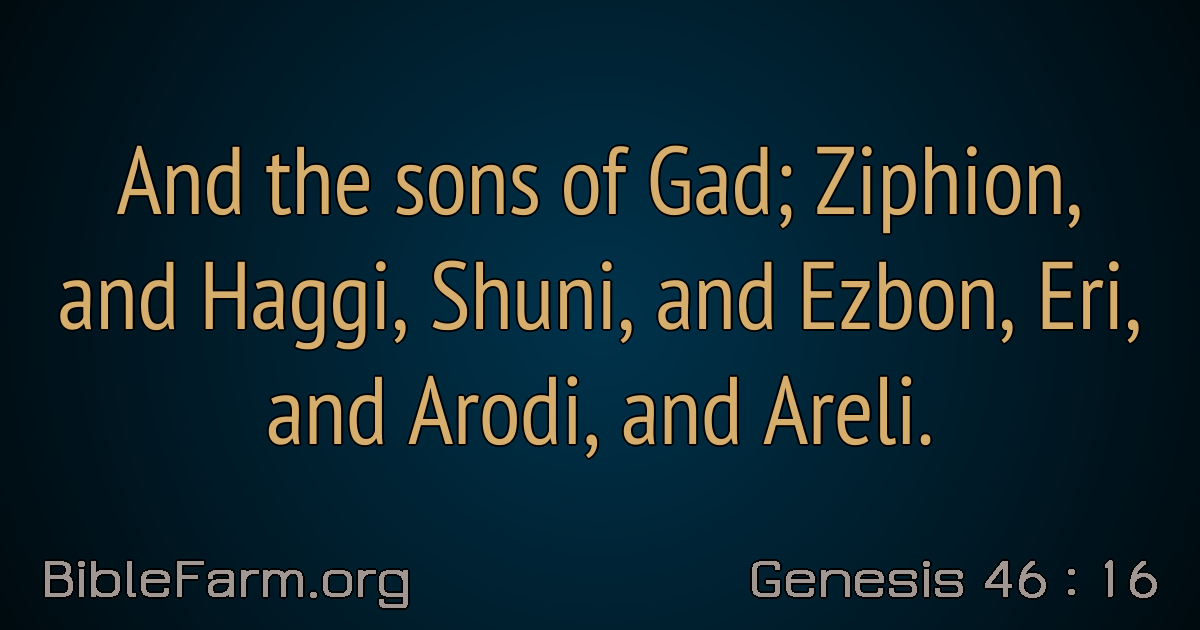 And the sons of Gad; Ziphion,
and Haggi, Shuni, and Ezbon, Eri,
and Arodi, and Areli.
BibleFarm.org
Genesis 46 : 16